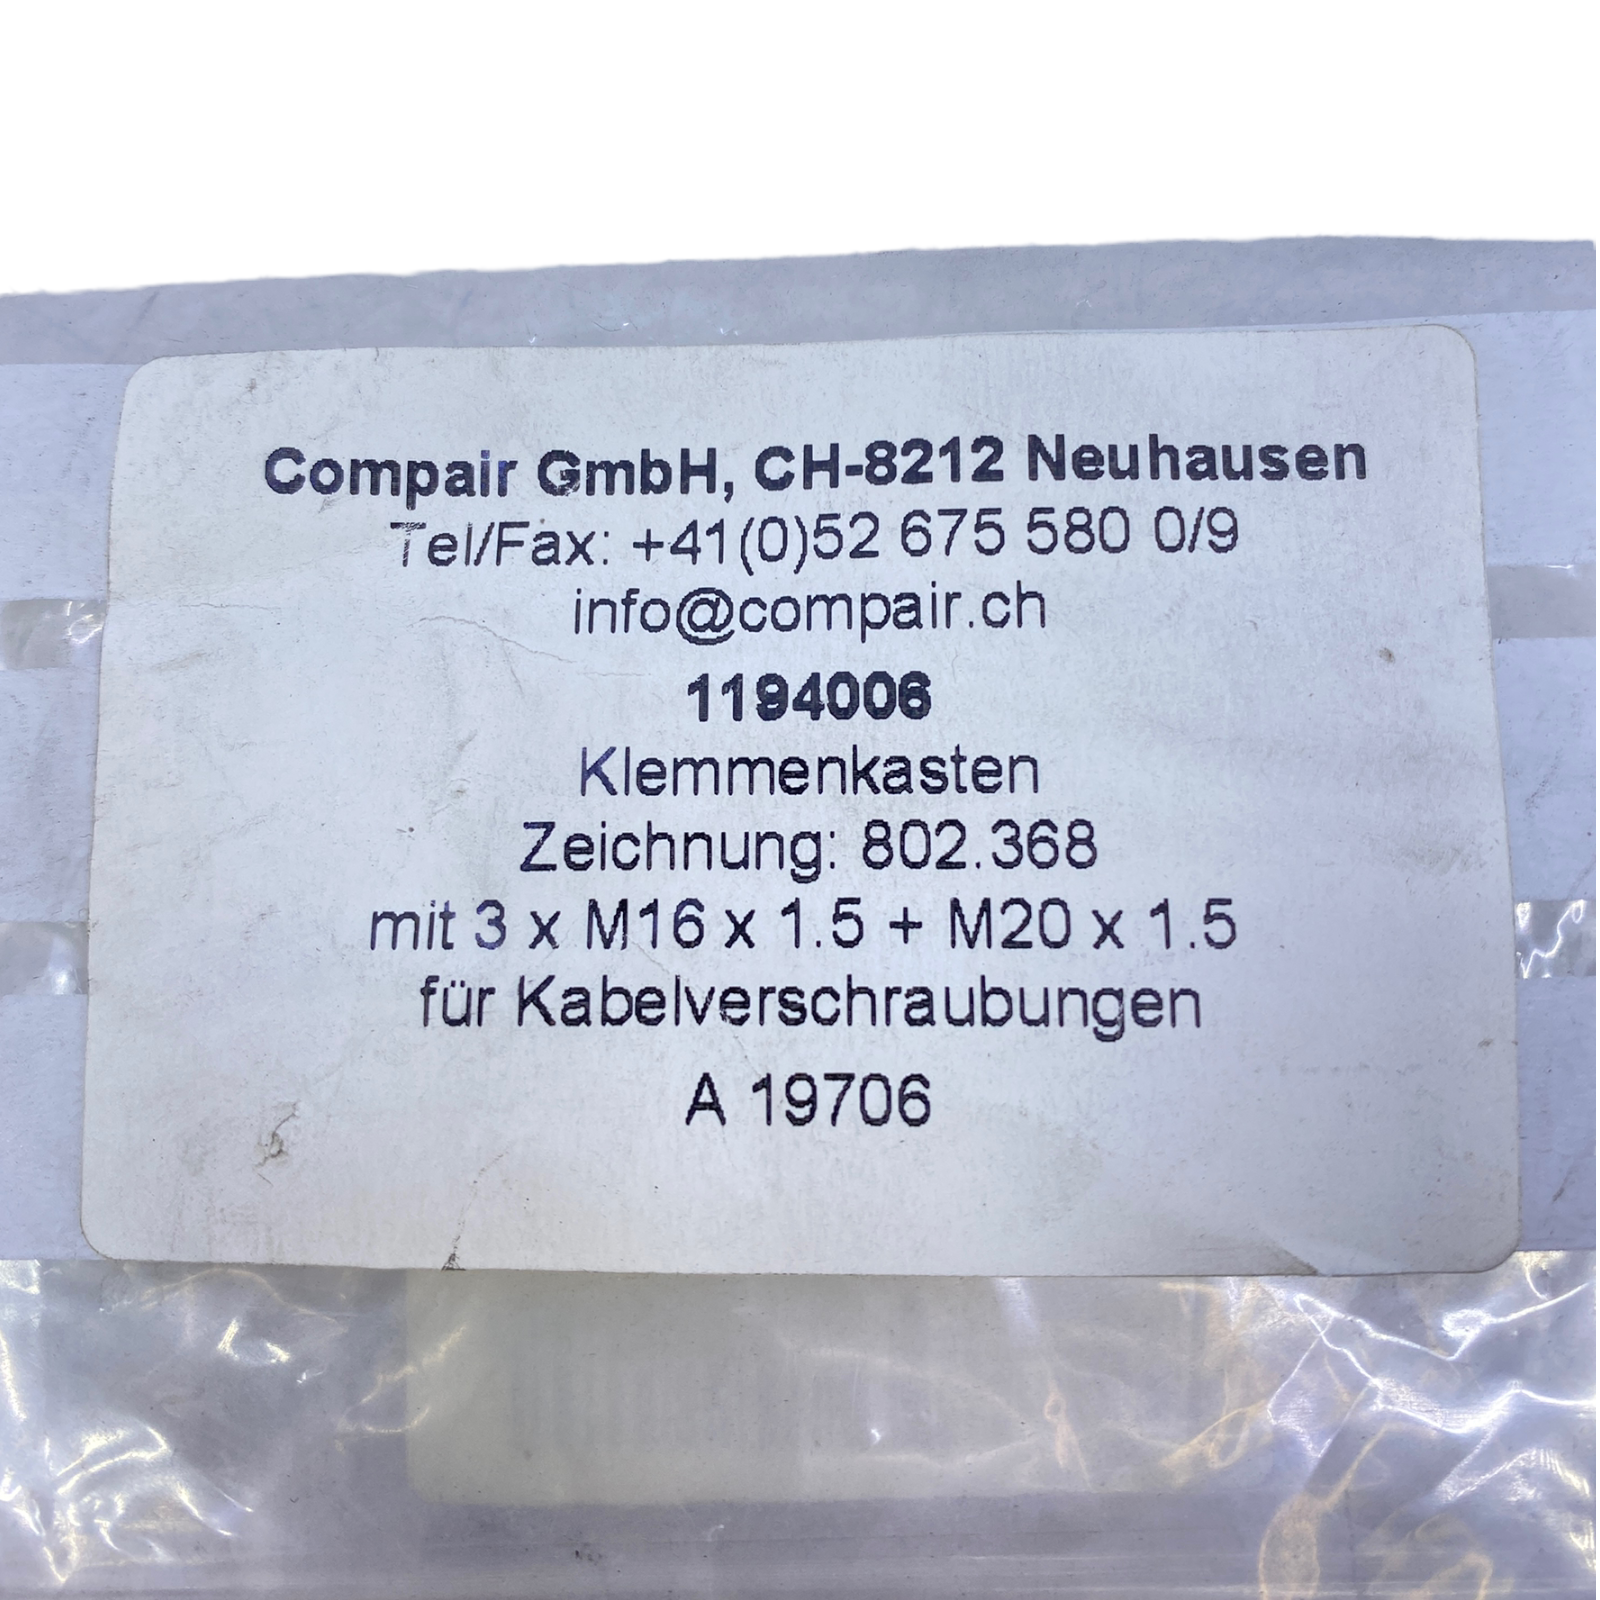 Compair GmbH, CH-8212 Neuhausen
Tel/Fax: +41(0)52 675 580 0/9
info@compair.ch
1194006
Klemmenkasten
Zeichnung: 802.368
mit 3 x M16 x 1.5 + M20 x 1.5
für Kabelverschraubungen
A 19706